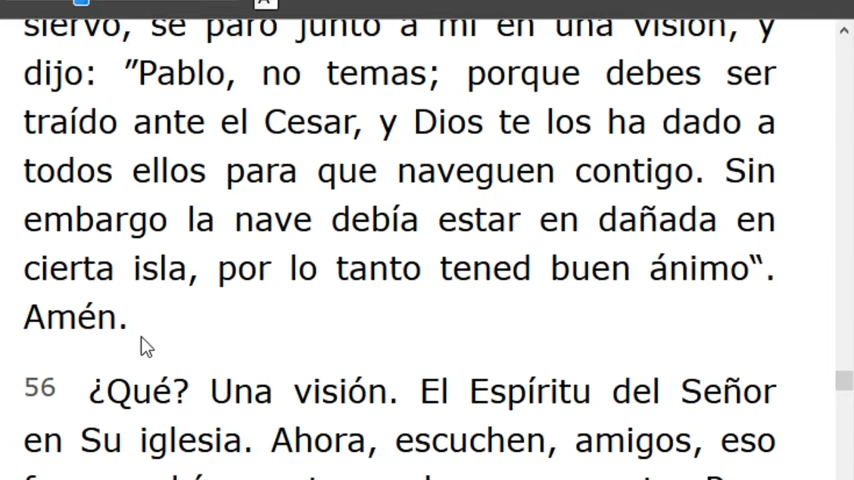 siervo, se paró junto a mí en una visión, y
dijo: ”Pablo, no temas; porque debes ser
traído ante el Cesar, y Dios te los ha dado a
todos ellos para que naveguen contigo. Sin
embargo la nave debía estar en dañada en
cierta isla, por lo tanto tened buen ánimo“.
Amén.
56 ¿Qué? Una visión. El Espíritu del Señor
en Su iglesia. Ahora, escuchen, amigos, eso